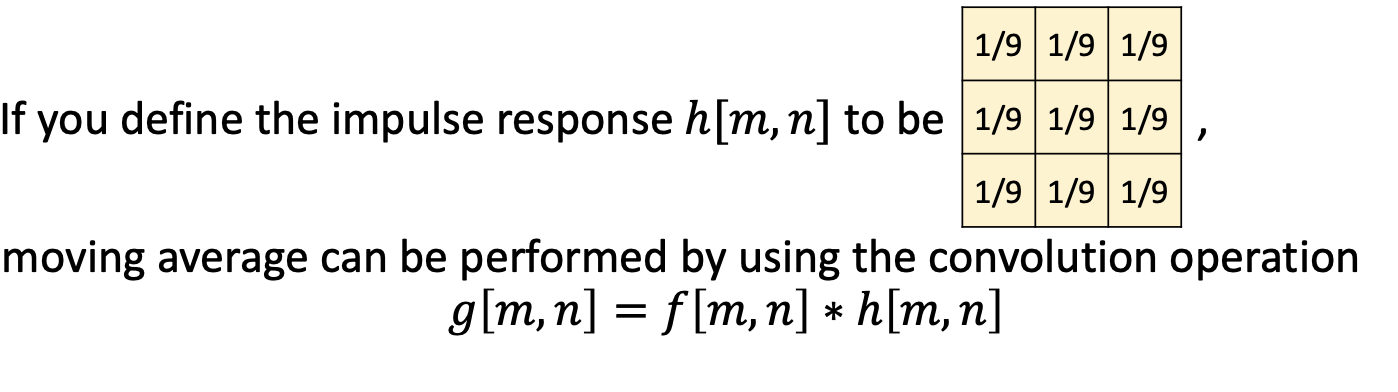 1/9 1/9 1/9
If you define the impulse response h[m, n] to be 1/9 1/9 1/9 ,
1/9 1/9 1/9
moving average can be performed by using the convolution operation
g[m, n] = f[m, n] ∗ h[m, n]